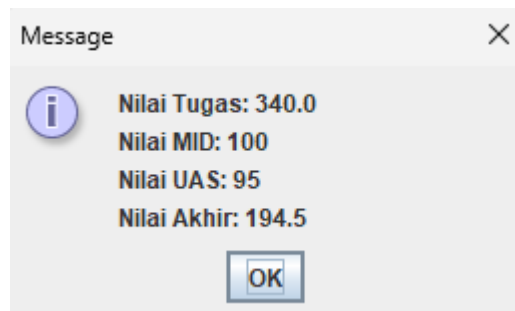 Message
Nilai Tugas: 340.0
Nilai MID: 100
Nilai UAS: 95
Nilai Akhir: 194.5
OK